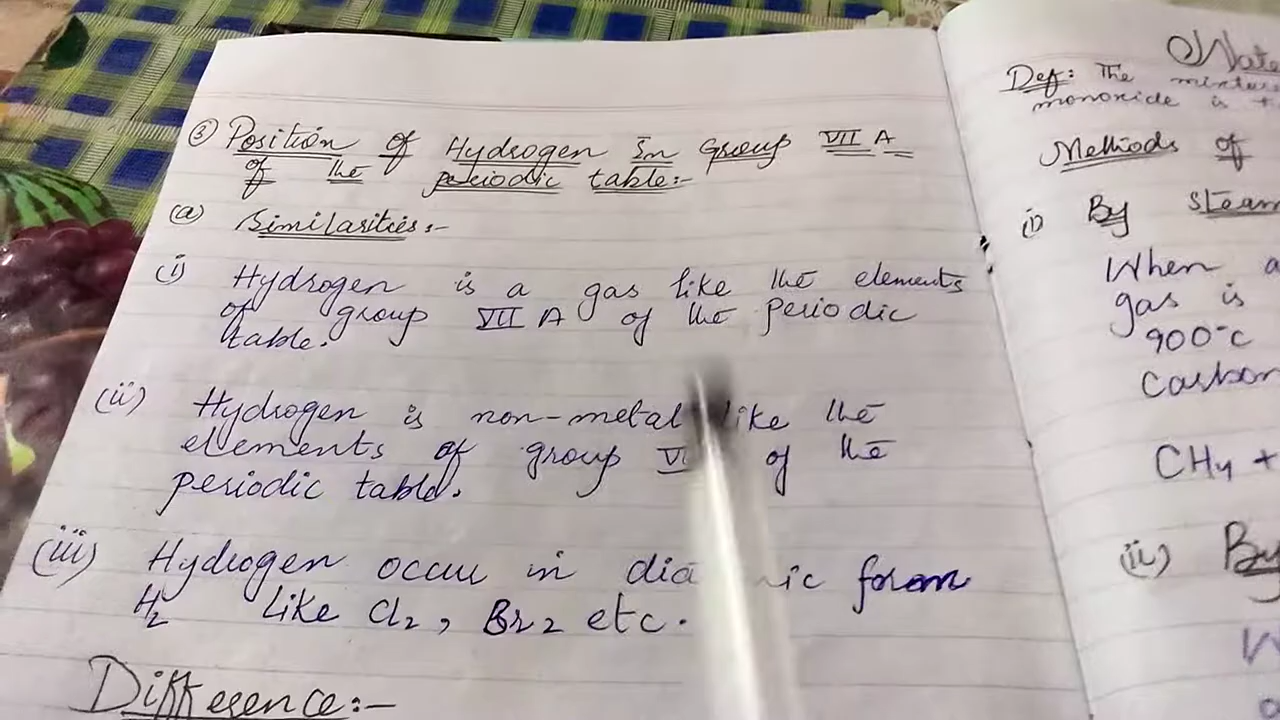 ③ Position of Hydrogen In Group VII A
of the periodic table:-
(a) Similarities:-
(i) Hydrogen is a gas like the elements
of group VII A of the periodic
table.
(ii) Hydrogen is non-metal like the
elements of group of the
periodic table.
(iii) Hydrogen occur in form
H2 like Cl2, Br2 etc.
Difference:-
Def: The
monoxide is
Methods of
(i) By steam
When a
gas is
900°C
Carbon
CH4 +
(ii) By